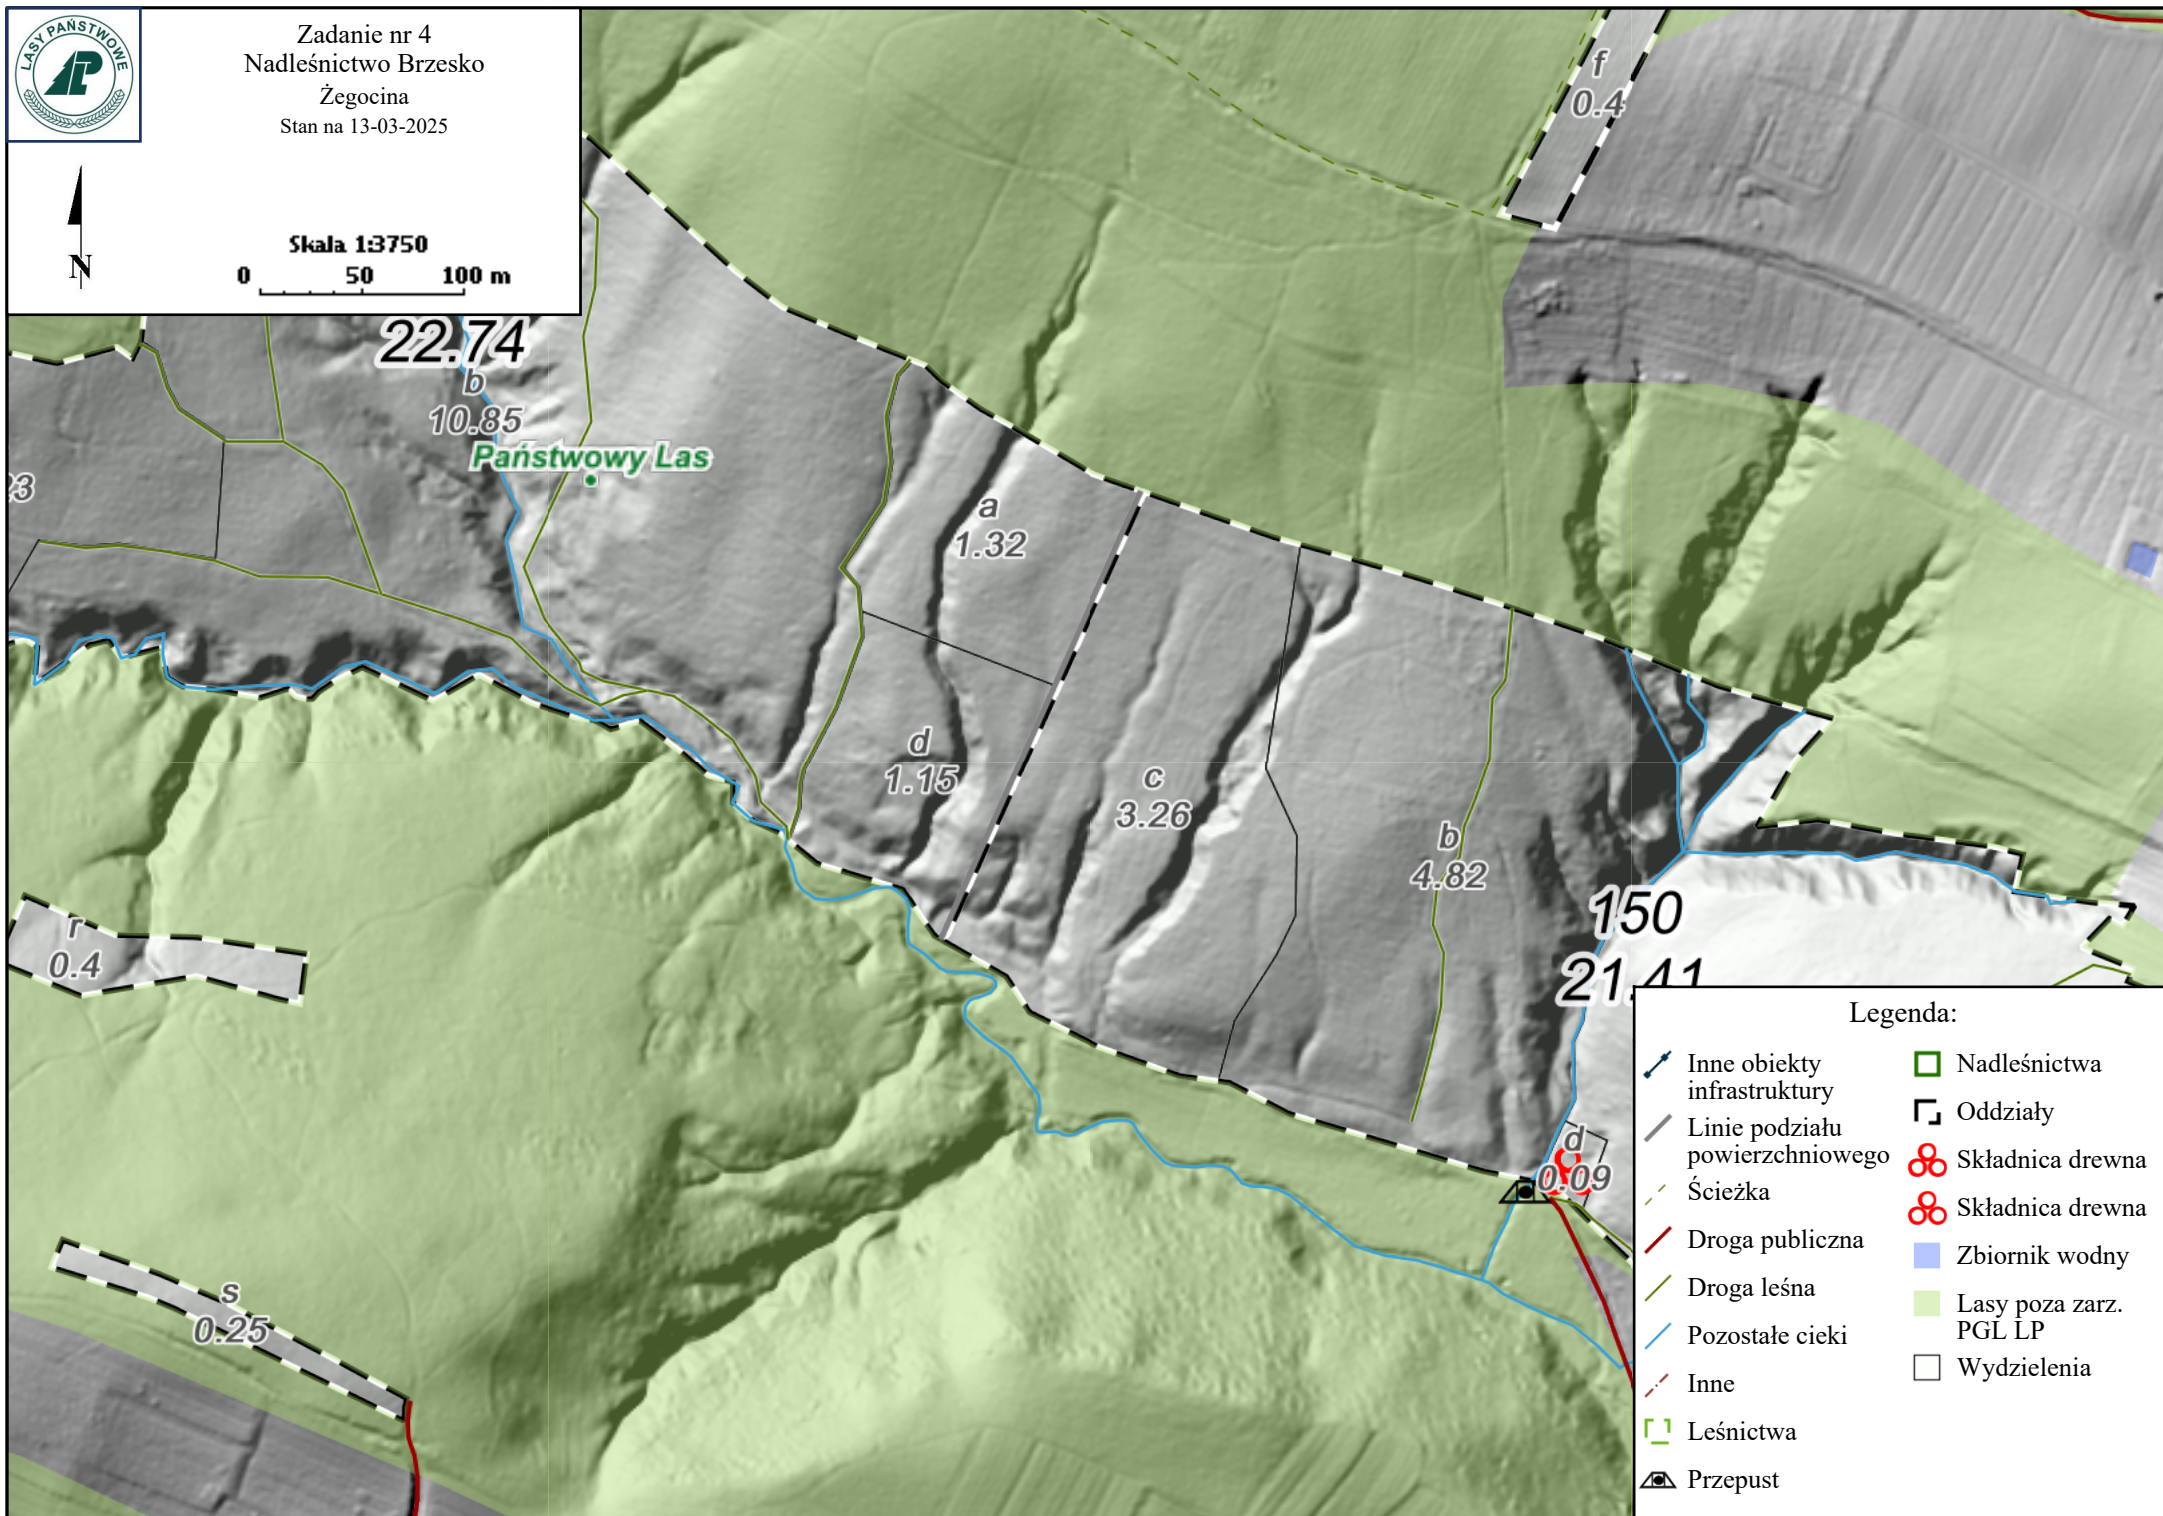 LASY PAŃSTWOWE
LP
Zadanie nr 4
Nadleśnictwo Brzesko
Żegocina
Stan na 13-03-2025
N
Skala 1:3750
0 50 100 m
f
0.4
22.74
b
10.85
Państwowy Las
a
1.32
d
1.15
c
3.26
b
4.82
150
21.41
r
0.4
d
0.09
s
0.25
Legenda:
Inne obiekty
infrastruktury
Linie podziału
powierzchniowego
Ścieżka
Droga publiczna
Droga leśna
Pozostałe cieki
Inne
Leśnictwa
Przepust
Nadleśnictwa
Oddziały
Składnica drewna
Składnica drewna
Zbiornik wodny
Lasy poza zarz.
PGL LP
Wydzielenia